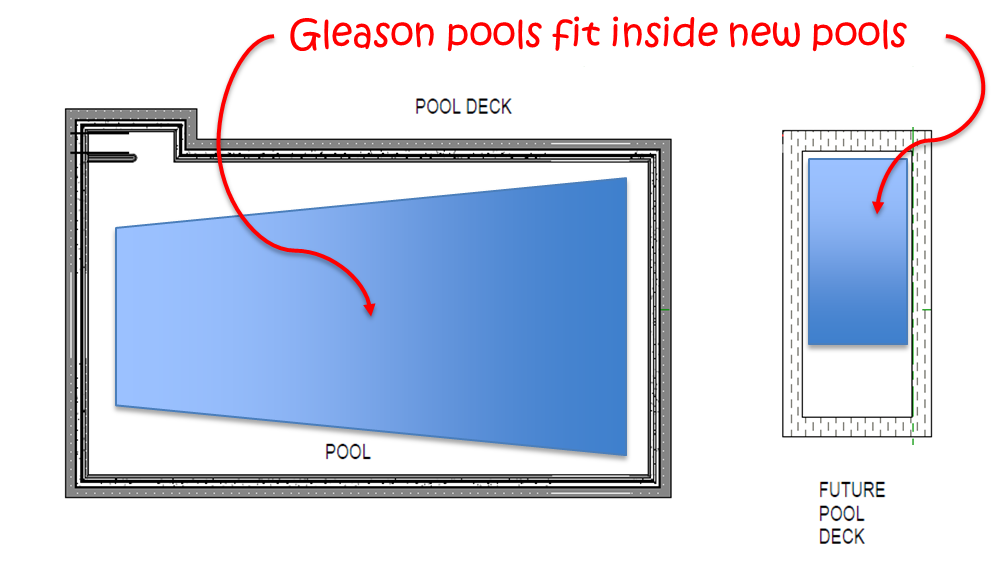 Gleason pools fit inside new pools
POOL DECK
POOL
FUTURE
POOL
DECK